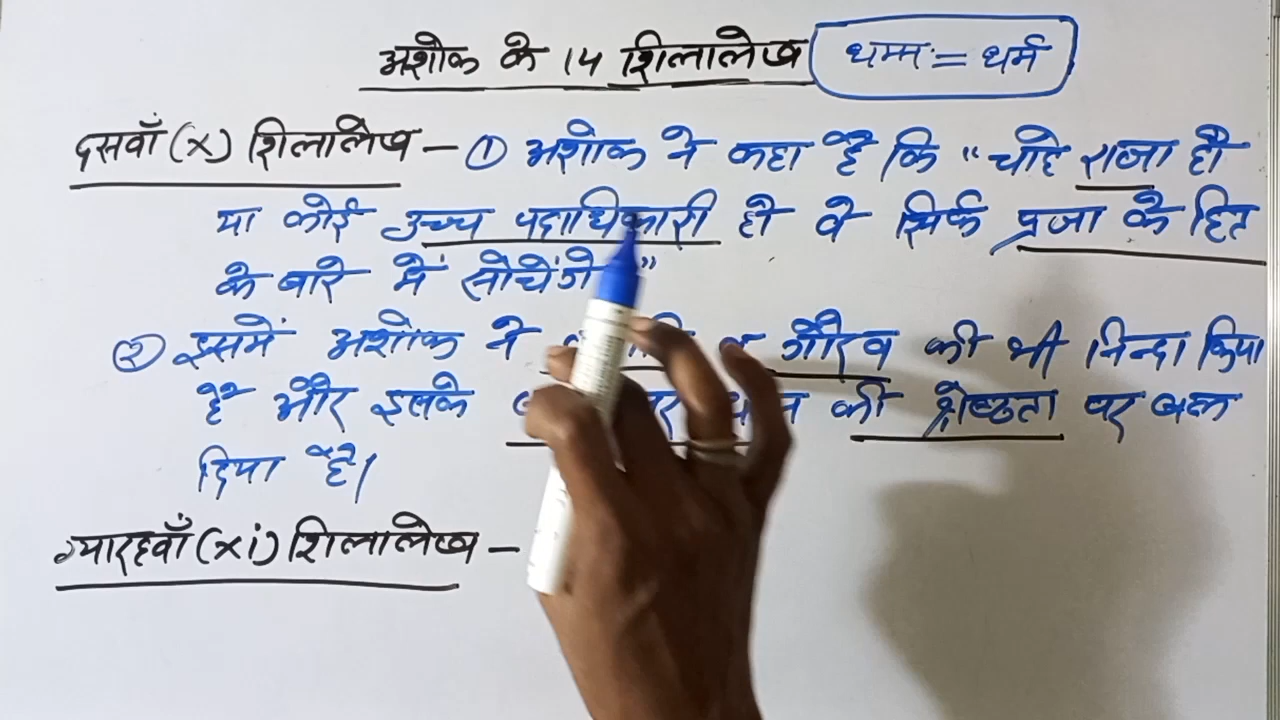 अशोक के 14 शिलालेख धम्म = धर्म
दसवाँ (X) शिलालेख - ① अशोक ने कहा है कि "चाहे राजा हो
या कोई उच्च पदाधिकारी हो वे सिर्फ प्रजा के हित
के बारे में सोचेंगे"
② इसमें अशोक ने गौरव की भी निन्दा किया
है और इसके की श्रेष्ठता पर बल
दिया है।
ग्यारहवाँ (xi) शिलालेख -